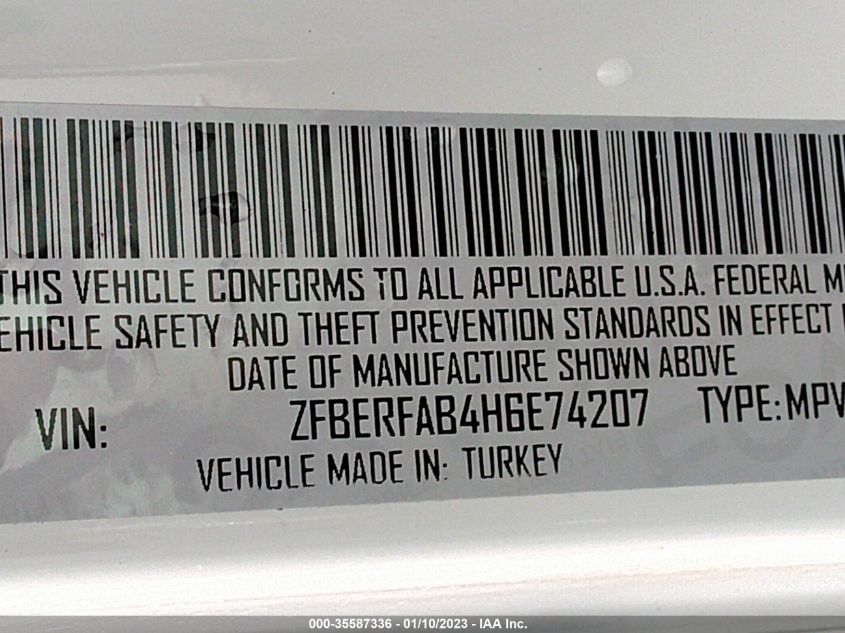 THIS VEHICLE CONFORMS TO ALL APPLICABLE U.S.A. FEDERAL M
EHICLE SAFETY AND THEFT PREVENTION STANDARDS IN EFFECT
DATE OF MANUFACTURE SHOWN ABOVE
VIN: ZFBERFAB4H6E74207 TYPE: MPV
VEHICLE MADE IN: TURKEY
000-35587336 - 01/10/2023 - IAA Inc.